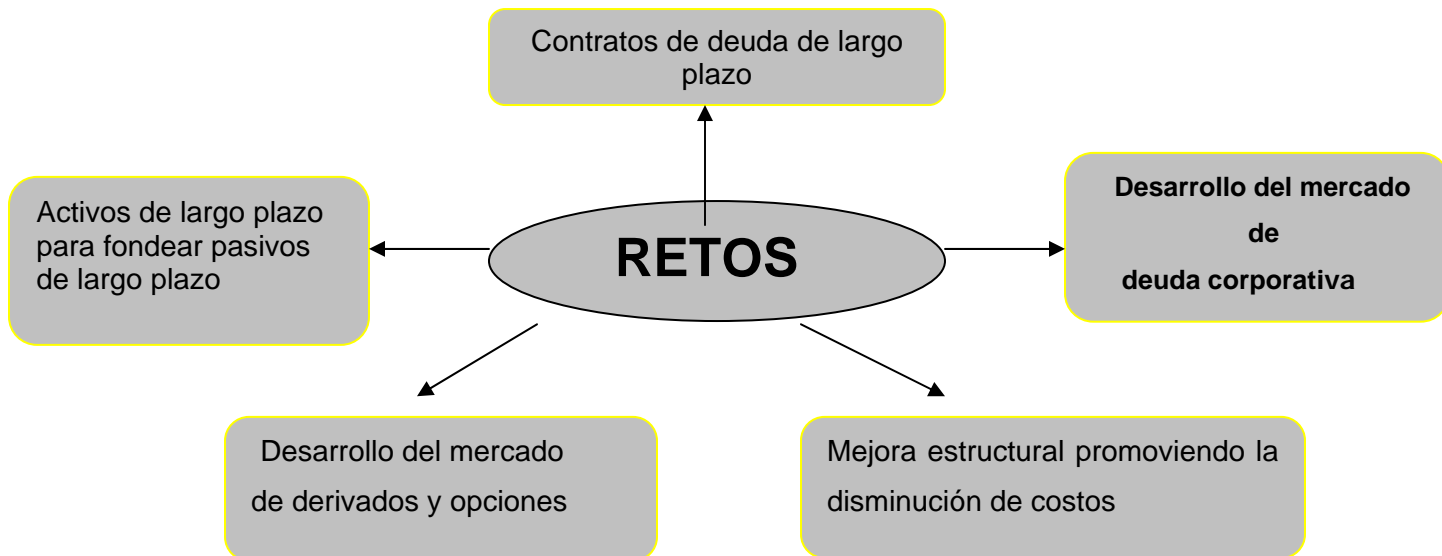 Contratos de deuda de largo
plazo
Activos de largo plazo
para fondear pasivos
de largo plazo
RETOS
Desarrollo del mercado
de
deuda corporativa
Desarrollo del mercado
de derivados y opciones
Mejora estructural promoviendo la
disminución de costos